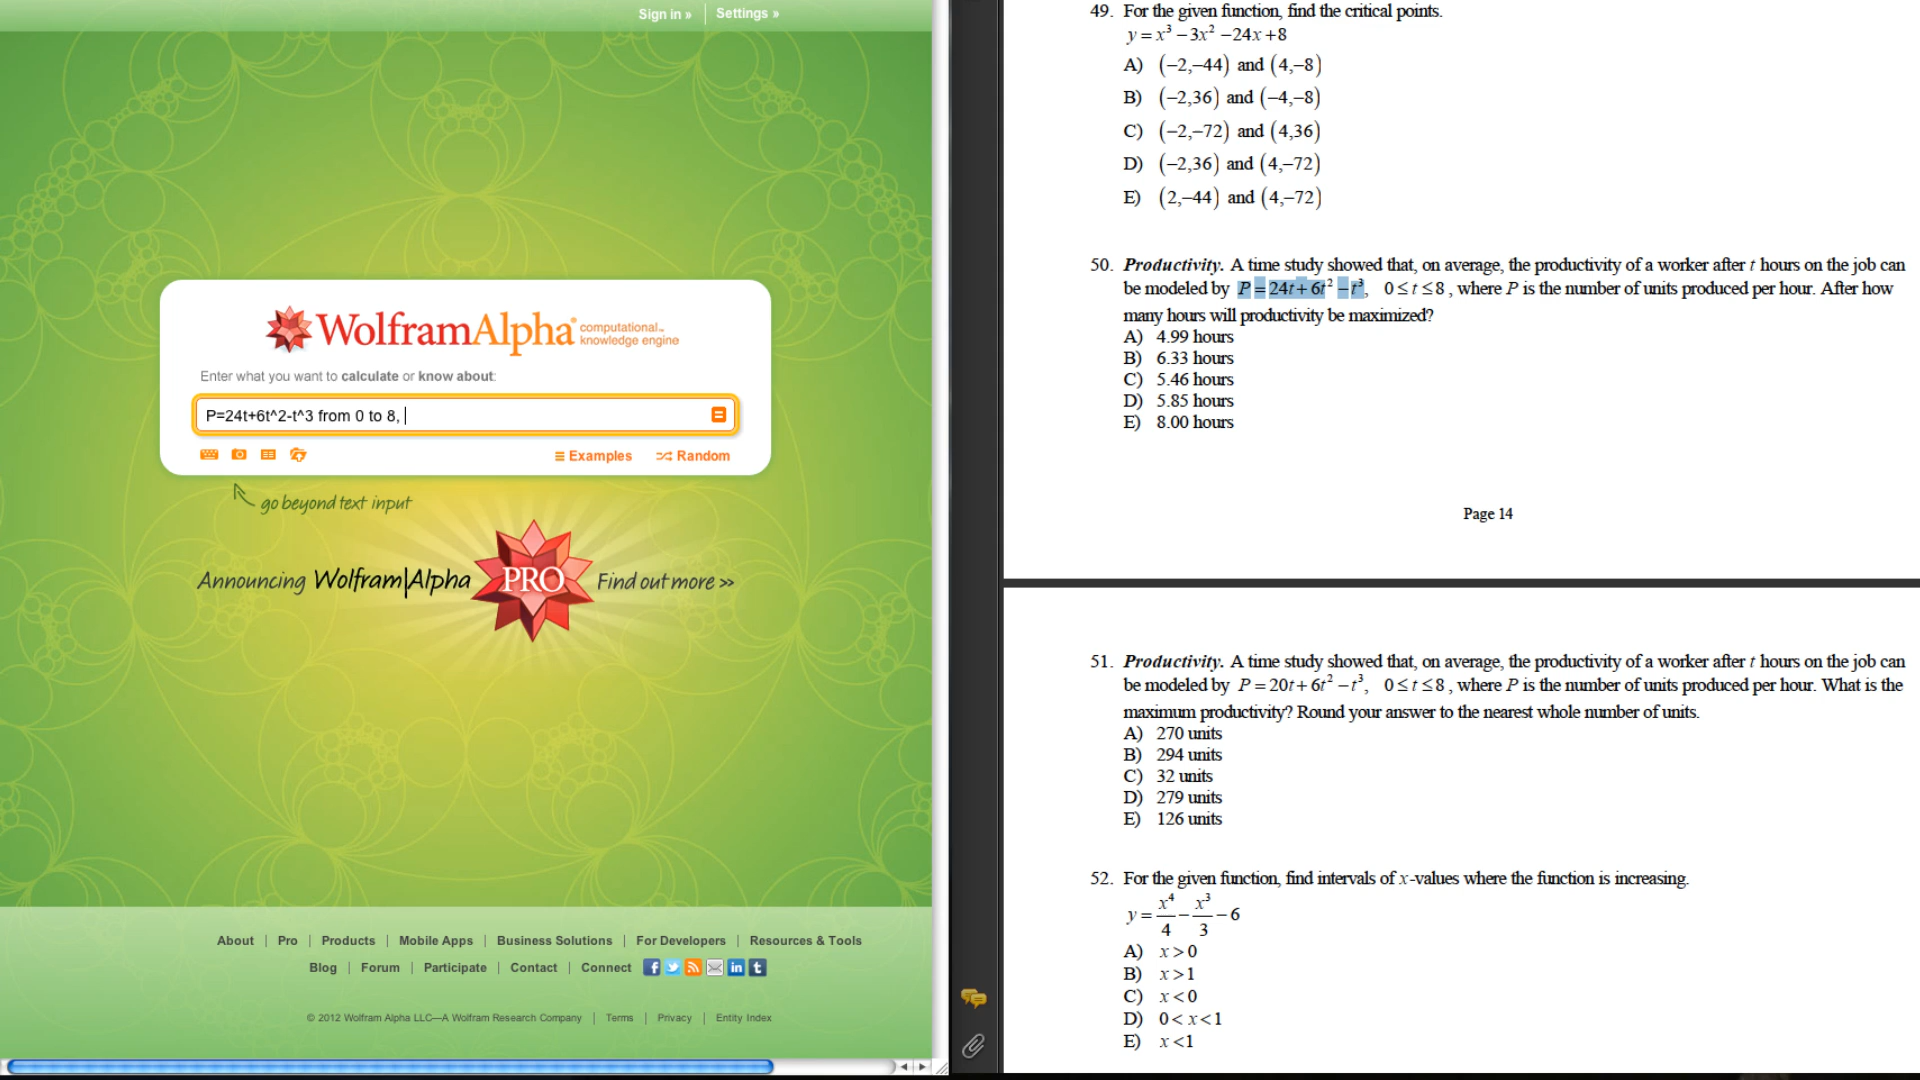 Sign in »
Settings »
WolframAlpha computational knowledge engine
Enter what you want to calculate or know about:
P=24t+6t^2-t^3 from 0 to 8,
Examples
Random
go beyond text input
Announcing Wolfram|Alpha PRO Find out more >>
About | Pro | Products | Mobile Apps | Business Solutions | For Developers | Resources & Tools
Blog | Forum | Participate | Contact | Connect
© 2012 Wolfram Alpha LLC—A Wolfram Research Company | Terms | Privacy | Entity Index
49. For the given function, find the critical points.
y = x³ − 3x² − 24x + 8
A) (−2,−44) and (4,−8)
B) (−2,36) and (−4,−8)
C) (−2,−72) and (4,36)
D) (−2,36) and (4,−72)
E) (2,−44) and (4,−72)
50. Productivity. A time study showed that, on average, the productivity of a worker after t hours on the job can
be modeled by P = 24t + 6t² − t³, 0 ≤ t ≤ 8, where P is the number of units produced per hour. After how
many hours will productivity be maximized?
A) 4.99 hours
B) 6.33 hours
C) 5.46 hours
D) 5.85 hours
E) 8.00 hours
Page 14
51. Productivity. A time study showed that, on average, the productivity of a worker after t hours on the job can
be modeled by P = 20t + 6t² − t³, 0 ≤ t ≤ 8, where P is the number of units produced per hour. What is the
maximum productivity? Round your answer to the nearest whole number of units.
A) 270 units
B) 294 units
C) 32 units
D) 279 units
E) 126 units
52. For the given function, find intervals of x-values where the function is increasing.
y = x⁴/4 − x³/3 − 6
A) x > 0
B) x > 1
C) x < 0
D) 0 < x < 1
E) x < 1